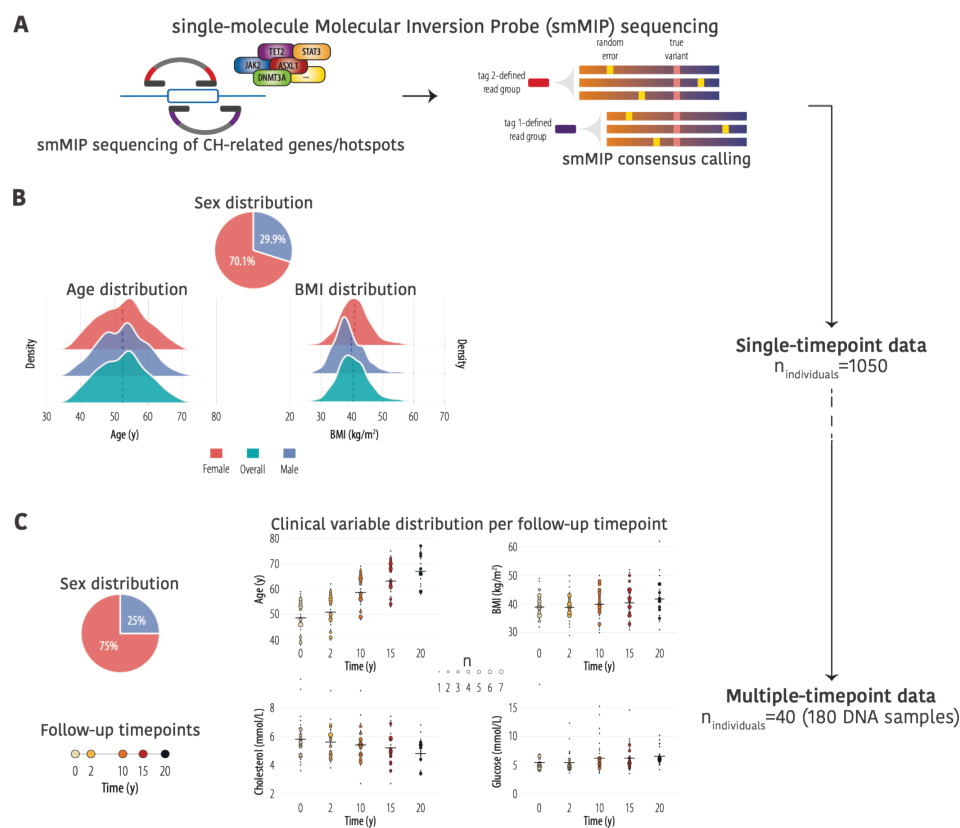 A
single-molecule Molecular Inversion Probe (smMIP) sequencing
TET2
STAT3
JAK2
ASXL1
DNMT3A
...
smMIP sequencing of CH-related genes/hotspots
random
error
true
variant
tag 2-defined
read group
tag 1-defined
read group
smMIP consensus calling
B
Sex distribution
29.9%
70.1%
Age distribution
BMI distribution
Density
Density
30 40 50 60 70 80
Age (y)
20 30 40 50 60 70
BMI (kg/m²)
Female
Overall
Male
Single-timepoint data
nindividuals=1050
C
Sex distribution
25%
75%
Follow-up timepoints
0 2 10 15 20
Time (y)
Clinical variable distribution per follow-up timepoint
Age (y)
80
70
60
50
40
0 2 10 15 20
Time (y)
BMI (kg/m²)
60
50
40
30
0 2 10 15 20
Time (y)
n
1 2 3 4 5 6 7
Cholesterol (mmol/L)
8
6
4
2
0 2 10 15 20
Time (y)
Glucose (mmol/L)
15
10
5
0
0 2 10 15 20
Time (y)
Multiple-timepoint data
nindividuals=40 (180 DNA samples)